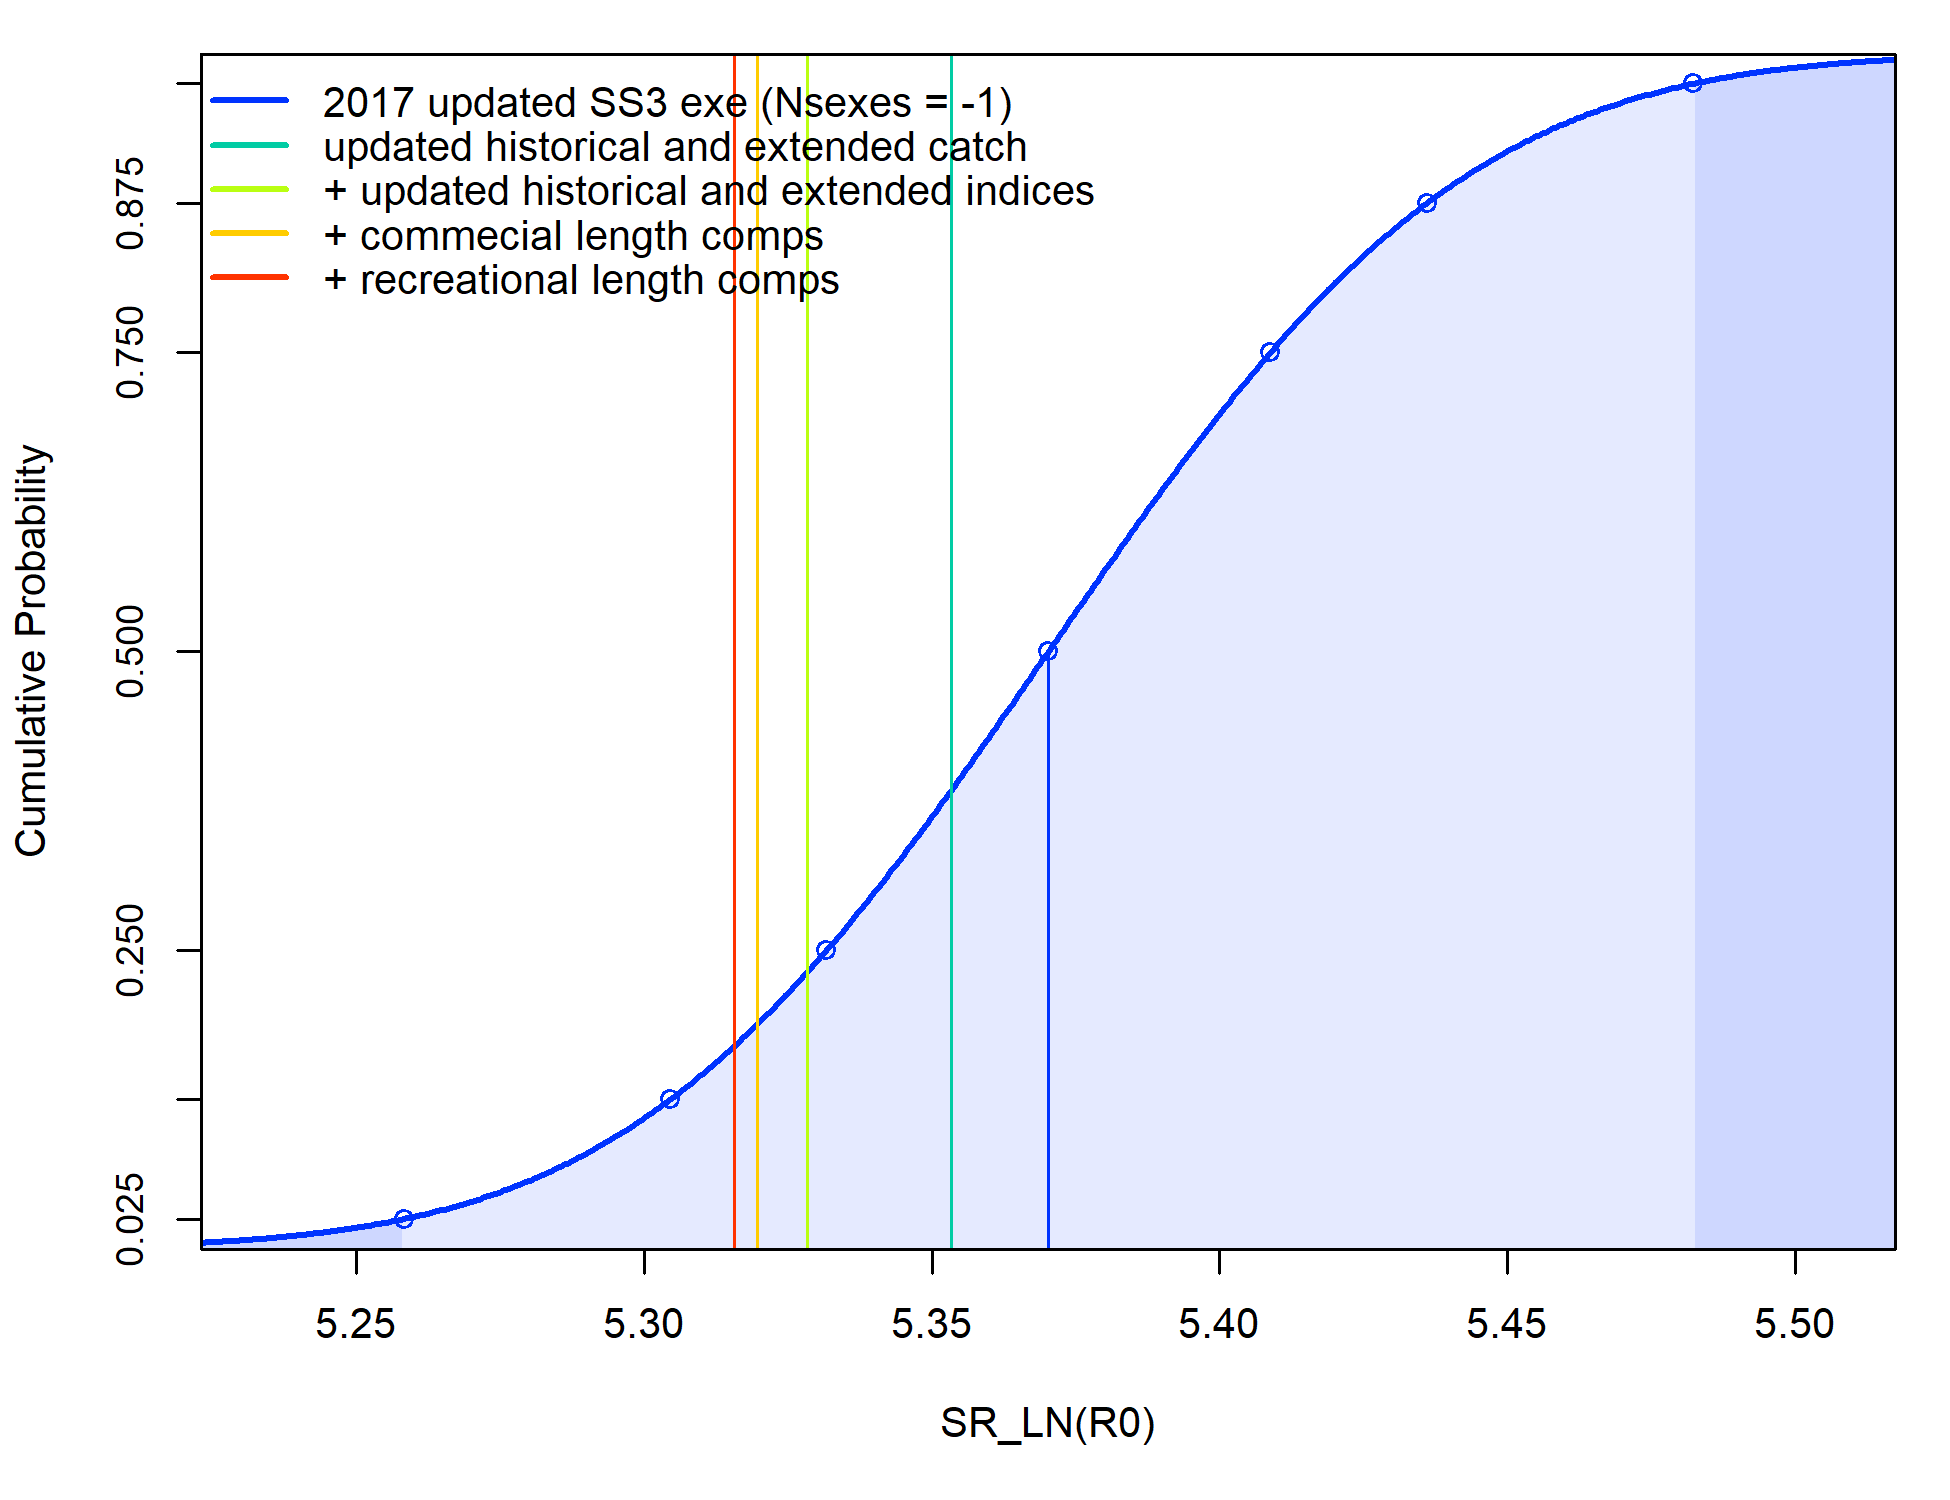 2017 updated SS3 exe (Nsexes = -1)
updated historical and extended catch
+ updated historical and extended indices
+ commecial length comps
+ recreational length comps
Cumulative Probability
0.875
0.750
0.500
0.250
0.025
5.25 5.30 5.35 5.40 5.45 5.50
SR_LN(R0)